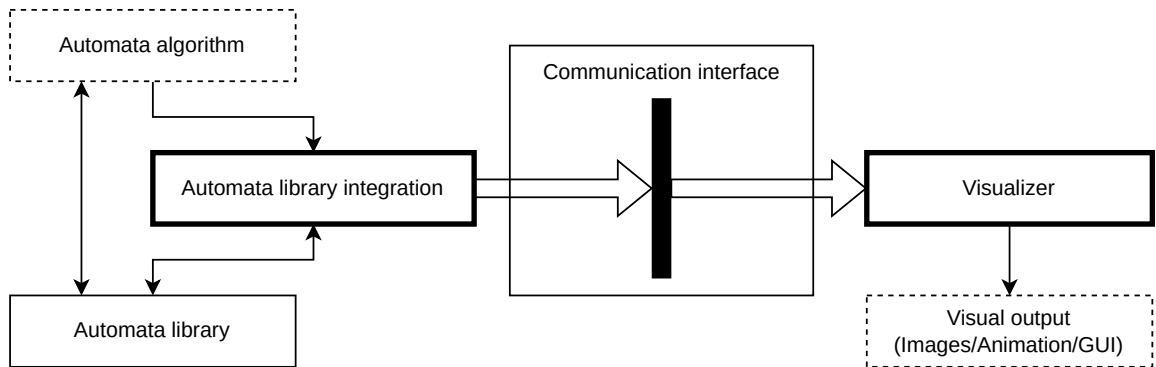 Automata algorithm
Communication interface
Automata library integration
Visualizer
Automata library
Visual output
(Images/Animation/GUI)